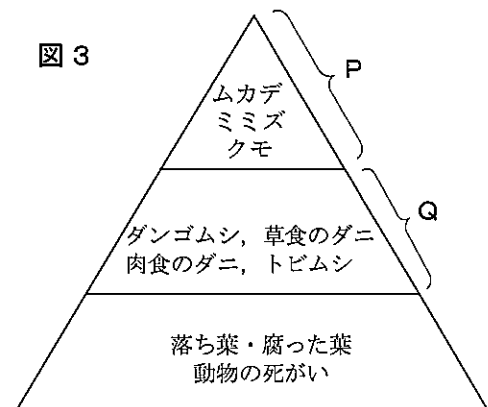 図3
P
ムカデ
ミミズ
クモ
Q
ダンゴムシ，草食のダニ
肉食のダニ，トビムシ
落ち葉・腐った葉
動物の死がい